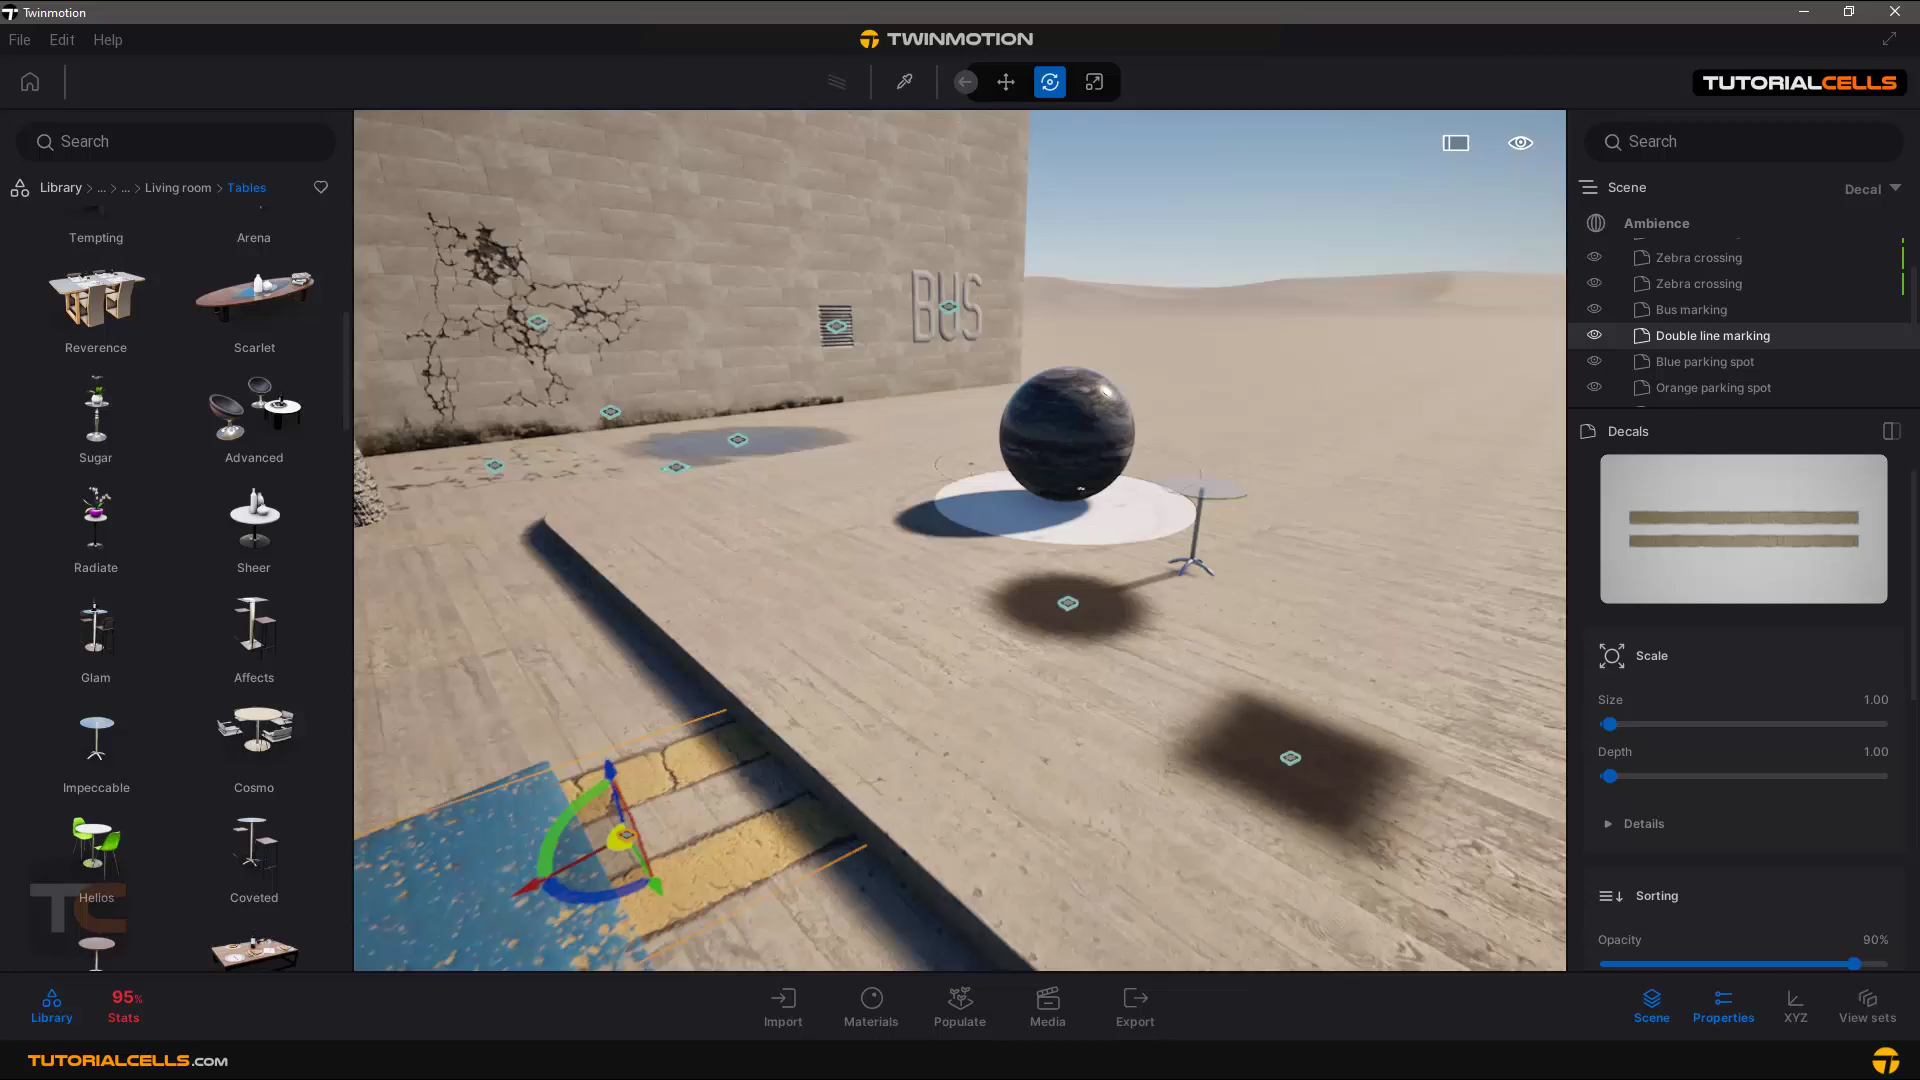 Twinmotion
File Edit Help
TWINMOTION
TUTORIALCELLS
Search
Library > ... > ... > Living room > Tables
Tempting Arena
Reverence Scarlet
Sugar Advanced
Radiate Sheer
Glam Affects
Impeccable Cosmo
Helios Coveted
TC
BUS
Search
Scene Decal
Ambience
Zebra crossing
Zebra crossing
Bus marking
Double line marking
Blue parking spot
Orange parking spot
Decals
Scale
Size 1.00
Depth 1.00
Details
Sorting
Opacity 90%
Library
95%
Stats
Import Materials Populate Media Export
Scene Properties XYZ View sets
TUTORIALCELLS.COM